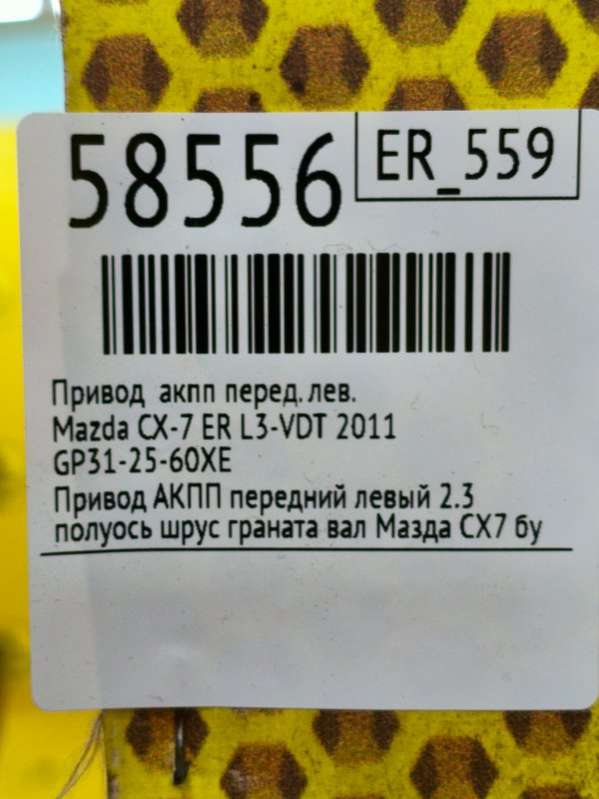 58556
ER_559
Привод акпп перед. лев.
Mazda CX-7 ER L3-VDT 2011
GP31-25-60XE
Привод АКПП передний левый 2.3
полуось шрус граната вал Мазда СХ7 бу